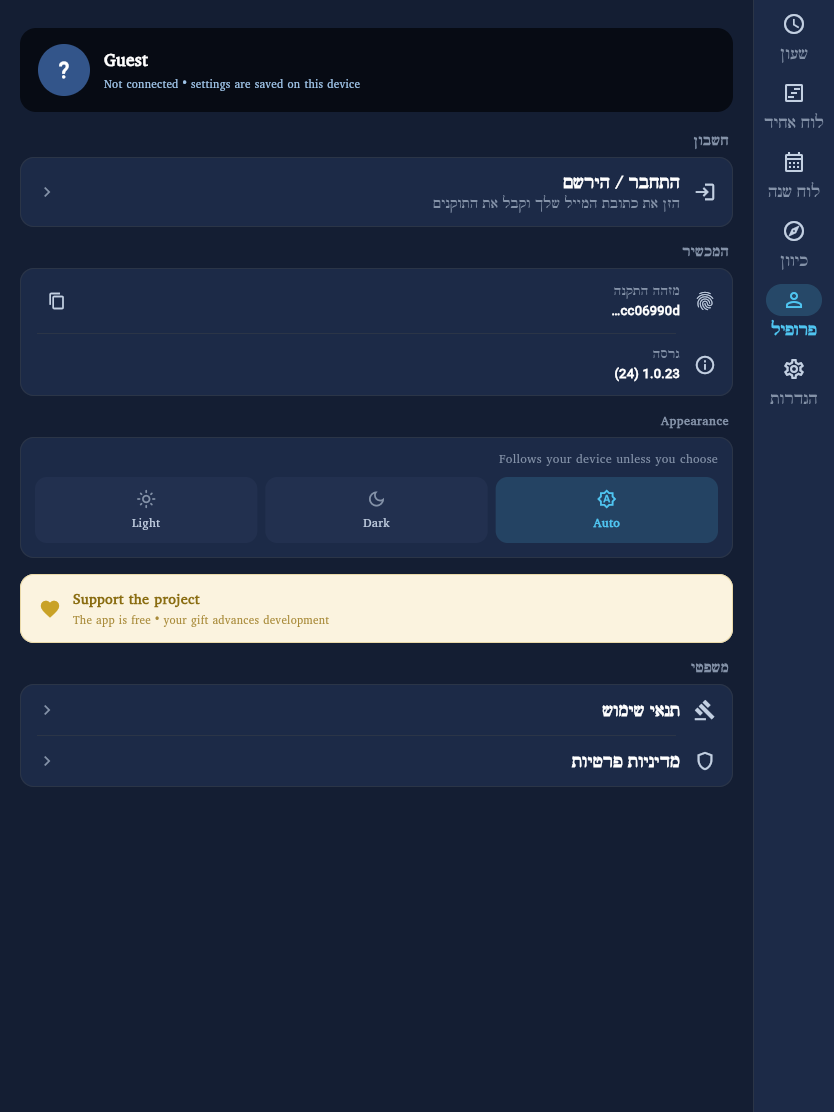 Guest
Not connected • settings are saved on this device
חשבון
התחבר / הירשם
הזן את כתובת המייל שלך וקבל את התוקנים
המכשיר
מזהה התקנה
cc06990d…
גרסה
1.0.23 (24)
Appearance
Follows your device unless you choose
Light
Dark
Auto
Support the project
The app is free • your gift advances development
משפטי
תנאי שימוש
מדיניות פרטיות
שעון
לוח אחיד
לוח שנה
כיוון
פרופיל
הגדרות